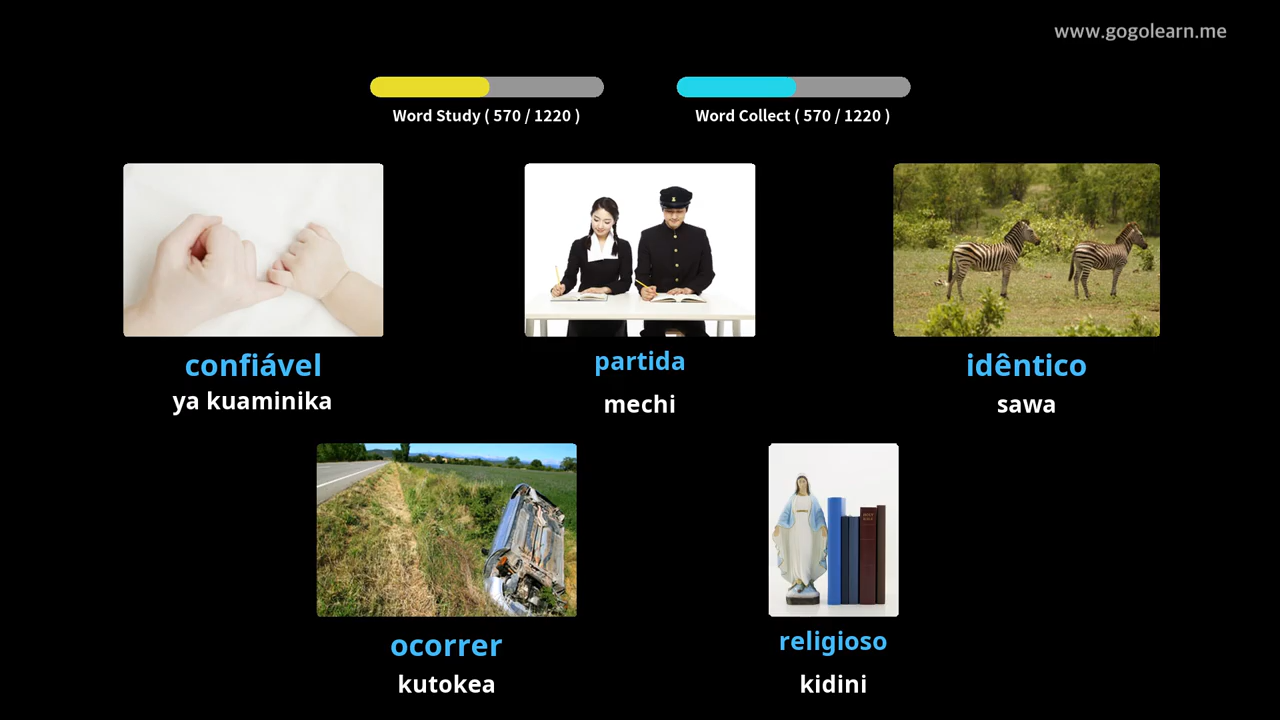 www.gogolearn.me
Word Study ( 570 / 1220 )
Word Collect ( 570 / 1220 )
confiável
ya kuaminika
partida
mechi
idêntico
sawa
ocorrer
kutokea
religioso
kidini